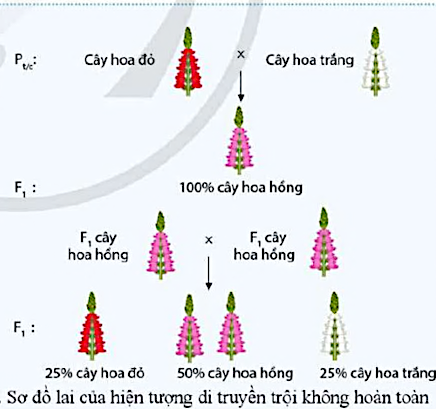 Pt/c: Cây hoa đỏ x Cây hoa trắng
F1 : 100% cây hoa hồng
F1 cây hoa hồng x F1 cây hoa hồng
F1 :
25% cây hoa đỏ 50% cây hoa hồng 25% cây hoa trắng
Sơ đồ lai của hiện tượng di truyền trội không hoàn toàn